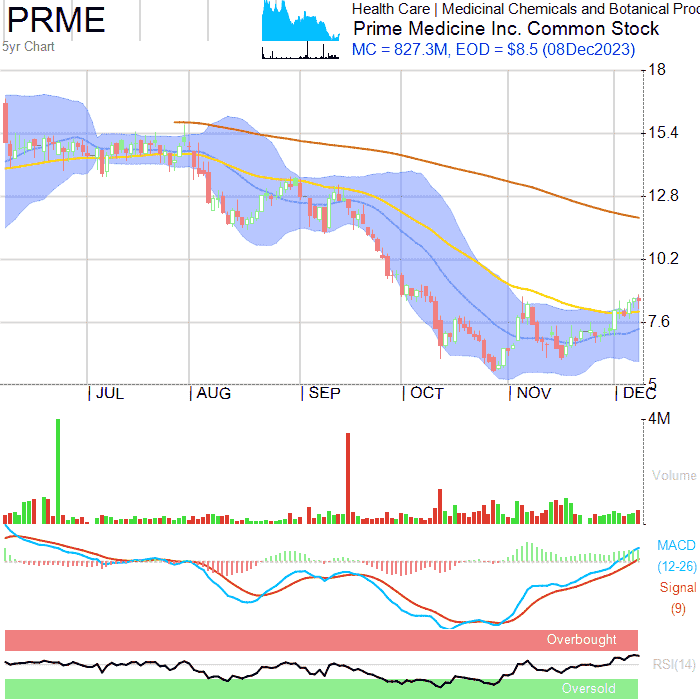 PRME
5yr Chart
Health Care | Medicinal Chemicals and Botanical Proc
Prime Medicine Inc. Common Stock
MC = 827.3M, EOD = $8.5 (08Dec2023)
18
15.4
12.8
10.2
7.6
5
JUL AUG SEP OCT NOV DEC
4M
Volume
MACD
(12-26)
Signal
(9)
Overbought
RSI(14)
Oversold